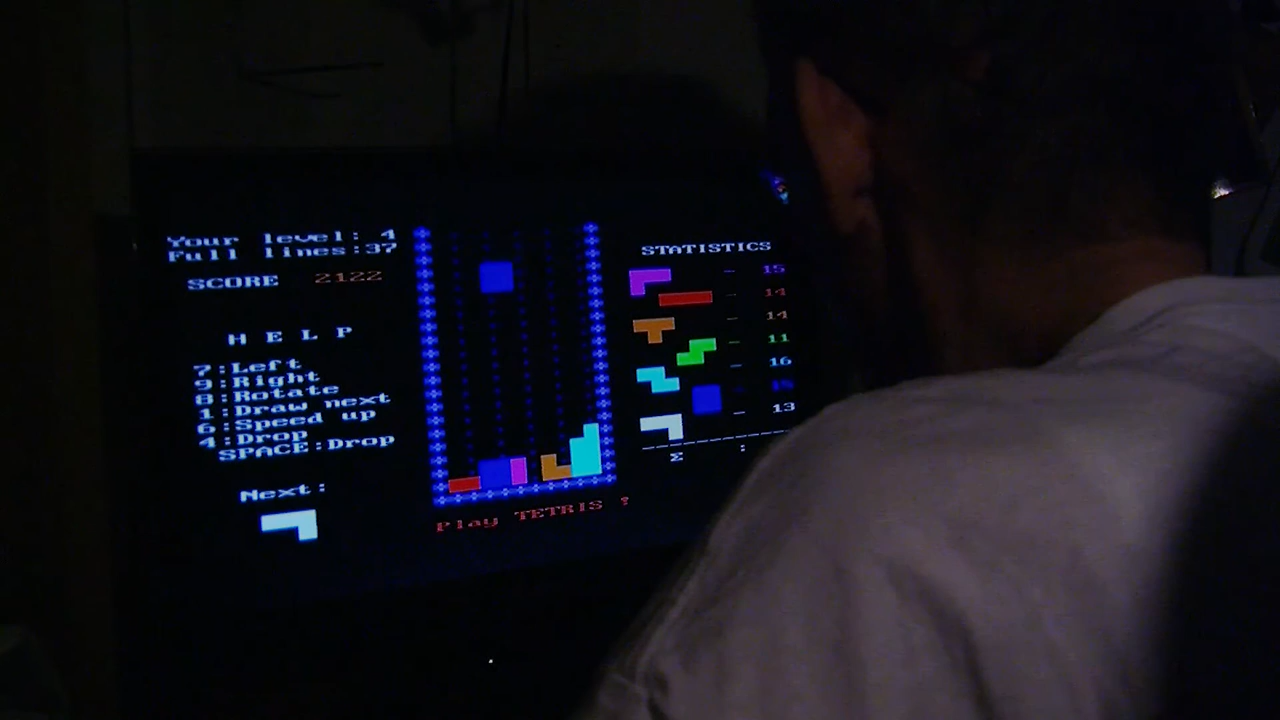 Your level: 4
Full lines:37
SCORE 2122
H E L P
7:Left
9:Right
8:Rotate
1:Draw next
6:Speed up
4:Drop
SPACE:Drop
Next:
Play TETRIS !
STATISTICS
- 15
- 14
- 14
- 11
- 16
15
- 13
Σ :